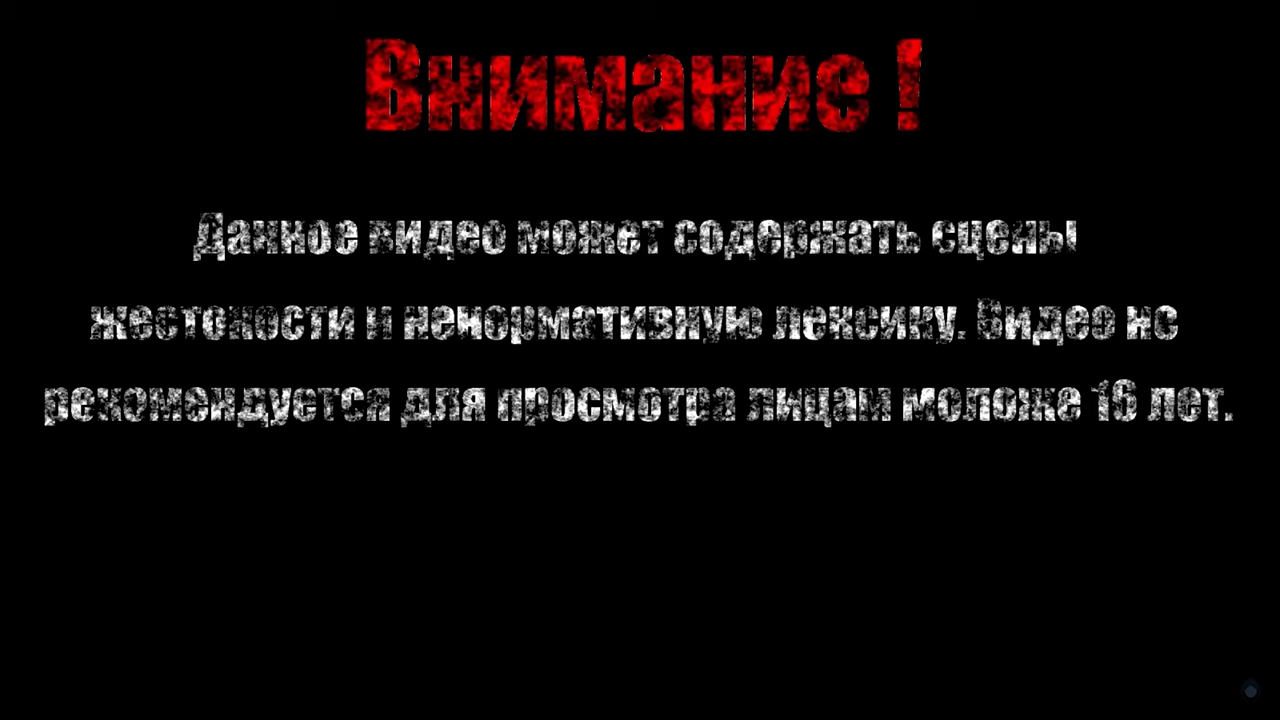 Внимание !
Данное видео может содержать сцены
жестокости и ненормативную лексику. Видео не
рекомендуется для просмотра лицам моложе 16 лет.